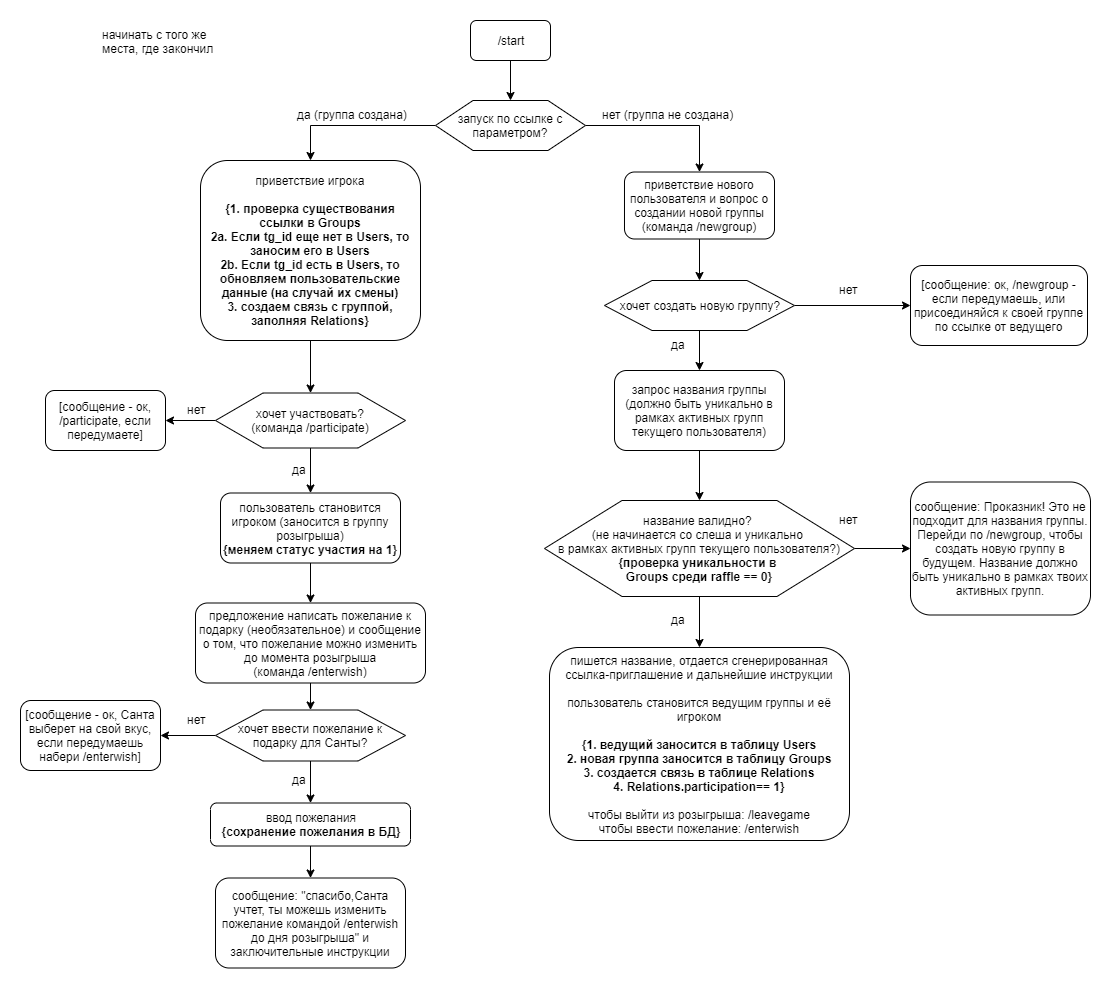 начинать с того же
места, где закончил
/start
запуск по ссылке с
параметром?
да (группа создана)
нет (группа не создана)
приветствие игрока
{1. проверка существования
ссылки в Groups
2a. Если tg_id еще нет в Users, то
заносим его в Users
2b. Если tg_id есть в Users, то
обновляем пользовательские
данные (на случай их смены)
3. создаем связь с группой,
заполняя Relations}
хочет участвовать?
(команда /participate)
нет
[сообщение - ок,
/participate, если
передумаете]
да
пользователь становится
игроком (заносится в группу
розыгрыша)
{меняем статус участия на 1}
предложение написать пожелание к
подарку (необязательное) и сообщение
о том, что пожелание можно изменить
до момента розыгрыша
(команда /enterwish)
хочет ввести пожелание к
подарку для Санты?
нет
[сообщение - ок, Санта
выберет на свой вкус,
если передумаешь
набери /enterwish]
да
ввод пожелания
{сохранение пожелания в БД}
сообщение: "спасибо,Санта
учтет, ты можешь изменить
пожелание командой /enterwish
до дня розыгрыша" и
заключительные инструкции
приветствие нового
пользователя и вопрос о
создании новой группы
(команда /newgroup)
хочет создать новую группу?
нет
[сообщение: ок, /newgroup -
если передумаешь, или
присоединяйся к своей группе
по ссылке от ведущего
да
запрос названия группы
(должно быть уникально в
рамках активных групп
текущего пользователя)
название валидно?
(не начинается со слеша и уникально
в рамках активных групп текущего пользователя?)
{проверка уникальности в
Groups среди raffle == 0}
нет
сообщение: Проказник! Это не
подходит для названия группы.
Перейди по /newgroup, чтобы
создать новую группу в
будущем. Название должно
быть уникально в рамках твоих
активных групп.
да
пишется название, отдается сгенерированная
ссылка-приглашение и дальнейшие инструкции
пользователь становится ведущим группы и её
игроком
{1. ведущий заносится в таблицу Users
2. новая группа заносится в таблицу Groups
3. создается связь в таблице Relations
4. Relations.participation== 1}
чтобы выйти из розыгрыша: /leavegame
чтобы ввести пожелание: /enterwish